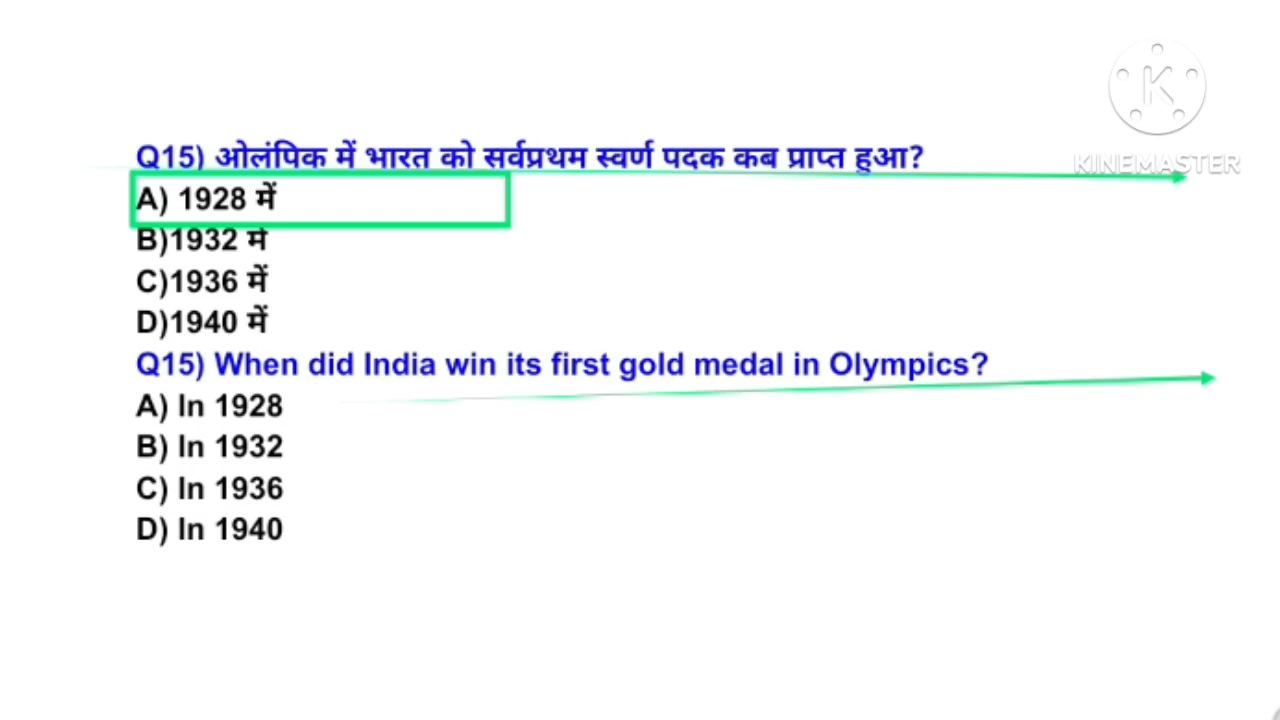 Q15) ओलंपिक में भारत को सर्वप्रथम स्वर्ण पदक कब प्राप्त हुआ?
KINEMASTER
A) 1928 में
B)1932 में
C)1936 में
D)1940 में
Q15) When did India win its first gold medal in Olympics?
A) In 1928
B) In 1932
C) In 1936
D) In 1940